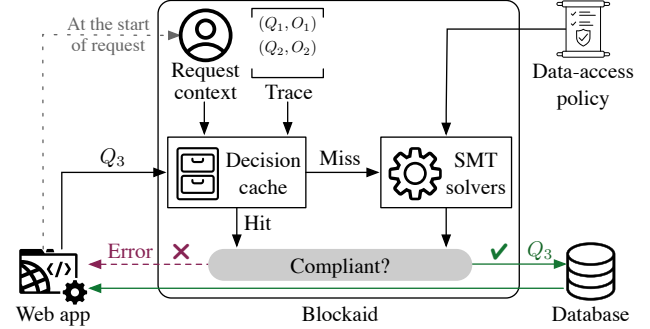 At the start
of request
(Q₁, O₁)
(Q₂, O₂)
Request
context
Trace
Data-access
policy
Q₃
Decision
cache
Miss
SMT
solvers
Hit
Error
Compliant?
Q₃
Web app
Blockaid
Database